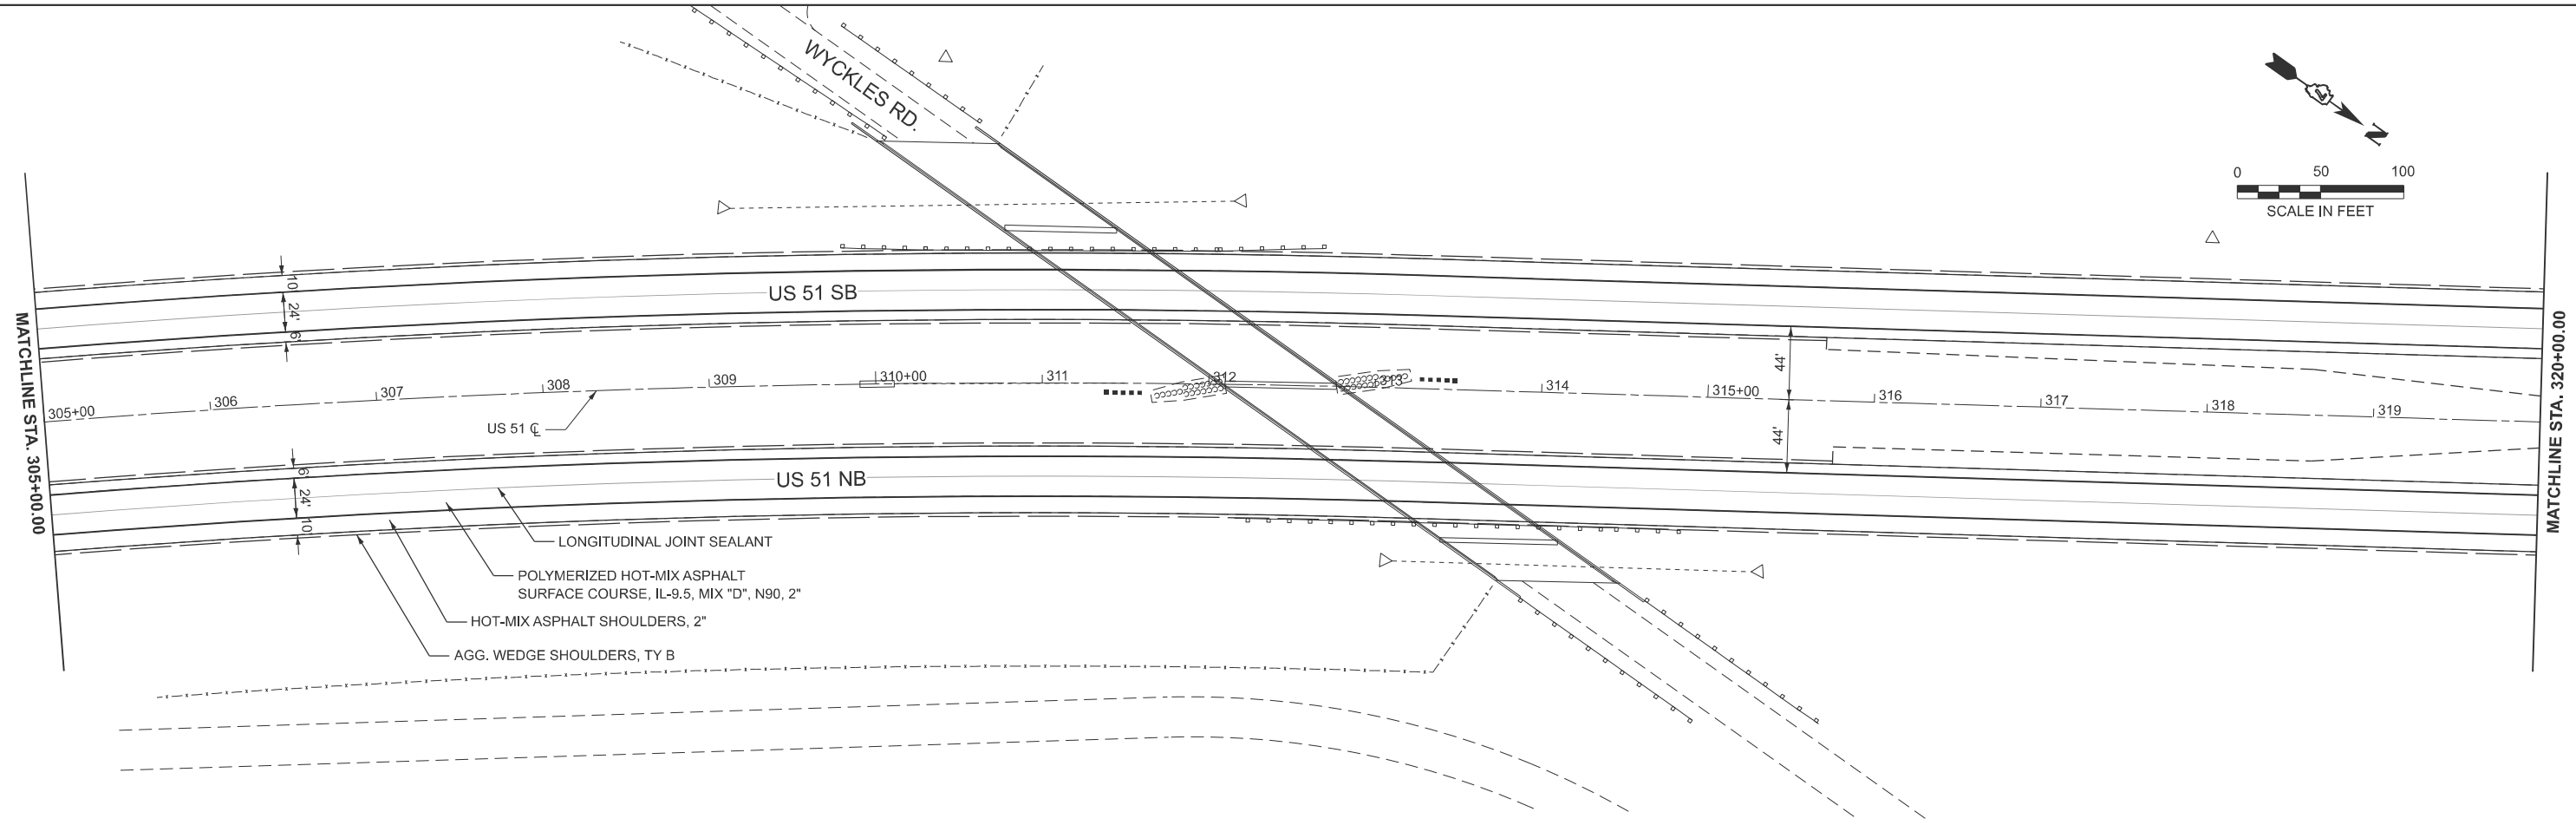 WYCKLES RD.
N
0 50 100
SCALE IN FEET
10'
24'
6'
US 51 SB
MATCHLINE STA. 305+00.00
MATCHLINE STA. 320+00.00
44'
305+00 306 307 308 309 310+00 311 312 313 314 315+00 316 317 318 319
US 51 ℄
44'
6'
24'
10'
US 51 NB
LONGITUDINAL JOINT SEALANT
POLYMERIZED HOT-MIX ASPHALT
SURFACE COURSE, IL-9.5, MIX "D", N90, 2"
HOT-MIX ASPHALT SHOULDERS, 2"
AGG. WEDGE SHOULDERS, TY B